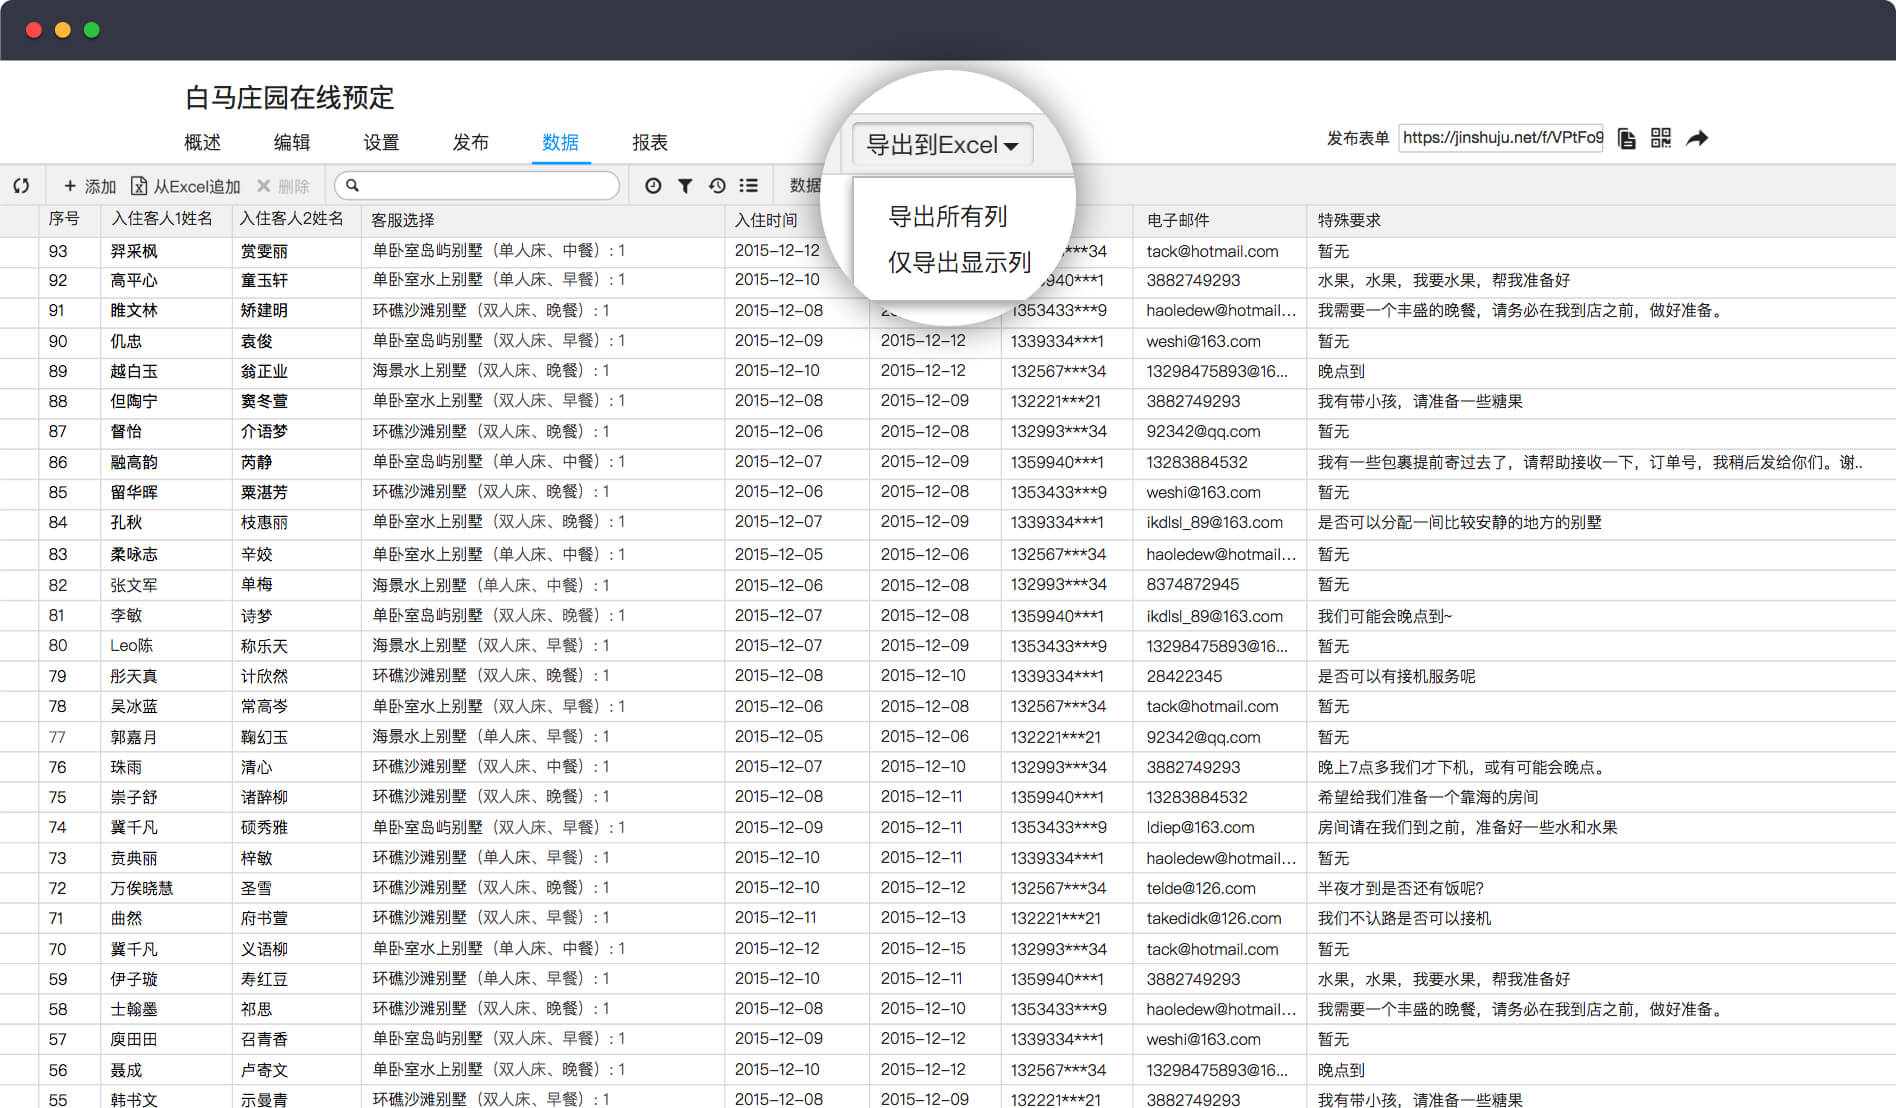 白马庄园在线预定
概述 编辑 设置 发布 数据 报表
发布表单 https://jinshuju.net/f/VPtFo9
添加 从Excel追加 删除 数据 导出到Excel
导出所有列
仅导出显示列
序号 入住客人1姓名 入住客人2姓名 客服选择 入住时间 电子邮件 特殊要求
93 羿采枫 赏雯丽 单卧室岛屿别墅（单人床、中餐）: 1 2015-12-12 ***34 tack@hotmail.com 暂无
92 高平心 童玉轩 单卧室水上别墅（单人床、早餐）: 1 2015-12-10 940***1 3882749293 水果，水果，我要水果，帮我准备好
91 睢文林 矫建明 环礁沙滩别墅（双人床、晚餐）: 1 2015-12-08 1353433***9 haoledew@hotmail... 我需要一个丰盛的晚餐，请务必在我到店之前，做好准备。
90 仉忠 袁俊 单卧室岛屿别墅（双人床、早餐）: 1 2015-12-09 2015-12-12 1339334***1 weshi@163.com 暂无
89 越白玉 翁正业 海景水上别墅（双人床、晚餐）: 1 2015-12-10 2015-12-12 132567***34 13298475893@16... 晚点到
88 但陶宁 窦冬萱 单卧室水上别墅（双人床、早餐）: 1 2015-12-08 2015-12-09 132221***21 3882749293 我有带小孩，请准备一些糖果
87 督怡 介语梦 环礁沙滩别墅（双人床、晚餐）: 1 2015-12-06 2015-12-08 132993***34 92342@qq.com 暂无
86 融高韵 芮静 单卧室岛屿别墅（单人床、中餐）: 1 2015-12-07 2015-12-09 1359940***1 13283884532 我有一些包裹提前寄过去了，请帮助接收一下，订单号，我稍后发给你们。谢..
85 留华晖 粟湛芳 环礁沙滩别墅（双人床、晚餐）: 1 2015-12-06 2015-12-08 1353433***9 weshi@163.com 暂无
84 孔秋 枝惠丽 单卧室水上别墅（双人床、晚餐）: 1 2015-12-07 2015-12-09 1339334***1 ikdlsl_89@163.com 是否可以分配一间比较安静的地方的别墅
83 柔咏志 辛姣 单卧室水上别墅（单人床、中餐）: 1 2015-12-05 2015-12-06 132567***34 haoledew@hotmail... 暂无
82 张文军 单梅 海景水上别墅（单人床、中餐）: 1 2015-12-06 2015-12-08 132993***34 8374872945 暂无
81 李敏 诗梦 单卧室岛屿别墅（双人床、晚餐）: 1 2015-12-07 2015-12-08 1359940***1 ikdlsl_89@163.com 我们可能会晚点到~
80 Leo陈 称乐天 海景水上别墅（双人床、早餐）: 1 2015-12-07 2015-12-09 1353433***9 13298475893@16... 暂无
79 彤天真 计欣然 环礁沙滩别墅（双人床、晚餐）: 1 2015-12-08 2015-12-10 1339334***1 28422345 是否可以有接机服务呢
78 吴冰蓝 常高岑 单卧室水上别墅（双人床、早餐）: 1 2015-12-06 2015-12-08 132567***34 tack@hotmail.com 暂无
77 郭嘉月 鞠幻玉 海景水上别墅（单人床、早餐）: 1 2015-12-05 2015-12-06 132221***21 92342@qq.com 暂无
76 珠雨 清心 环礁沙滩别墅（双人床、中餐）: 1 2015-12-07 2015-12-10 132993***34 3882749293 晚上7点多我们才下机，或有可能会晚点。
75 崇子舒 诸醉柳 环礁沙滩别墅（双人床、晚餐）: 1 2015-12-08 2015-12-11 1359940***1 13283884532 希望给我们准备一个靠海的房间
74 冀千凡 硕秀雅 单卧室岛屿别墅（双人床、早餐）: 1 2015-12-09 2015-12-11 1353433***9 ldiep@163.com 房间请在我们到之前，准备好一些水和水果
73 贲典丽 梓敏 环礁沙滩别墅（单人床、早餐）: 1 2015-12-10 2015-12-11 1339334***1 haoledew@hotmail... 暂无
72 万俟晓慧 圣雪 环礁沙滩别墅（双人床、晚餐）: 1 2015-12-10 2015-12-12 132567***34 telde@126.com 半夜才到是否还有饭呢?
71 曲然 府书萱 环礁沙滩别墅（双人床、早餐）: 1 2015-12-11 2015-12-13 132221***21 takedidk@126.com 我们不认路是否可以接机
70 冀千凡 义语柳 单卧室水上别墅（单人床、中餐）: 1 2015-12-12 2015-12-15 132993***34 tack@hotmail.com 暂无
59 伊子璇 寿红豆 环礁沙滩别墅（单人床、早餐）: 1 2015-12-10 2015-12-11 1359940***1 3882749293 水果，水果，我要水果，帮我准备好
58 士翰墨 祁思 环礁沙滩别墅（双人床、晚餐）: 1 2015-12-08 2015-12-10 1353433***9 haoledew@hotmail... 我需要一个丰盛的晚餐，请务必在我到店之前，做好准备。
57 庾田田 召青香 单卧室岛屿别墅（双人床、早餐）: 1 2015-12-09 2015-12-12 1339334***1 weshi@163.com 暂无
56 聂成 卢寄文 单卧室水上别墅（双人床、晚餐）: 1 2015-12-10 2015-12-12 132567***34 13298475893@16... 晚点到
55 韩书文 示曼青 环礁沙滩别墅（双人床、早餐）: 1 2015-12-08 2015-12-09 132221***21 3882749293 我有带小孩，请准备一些糖果